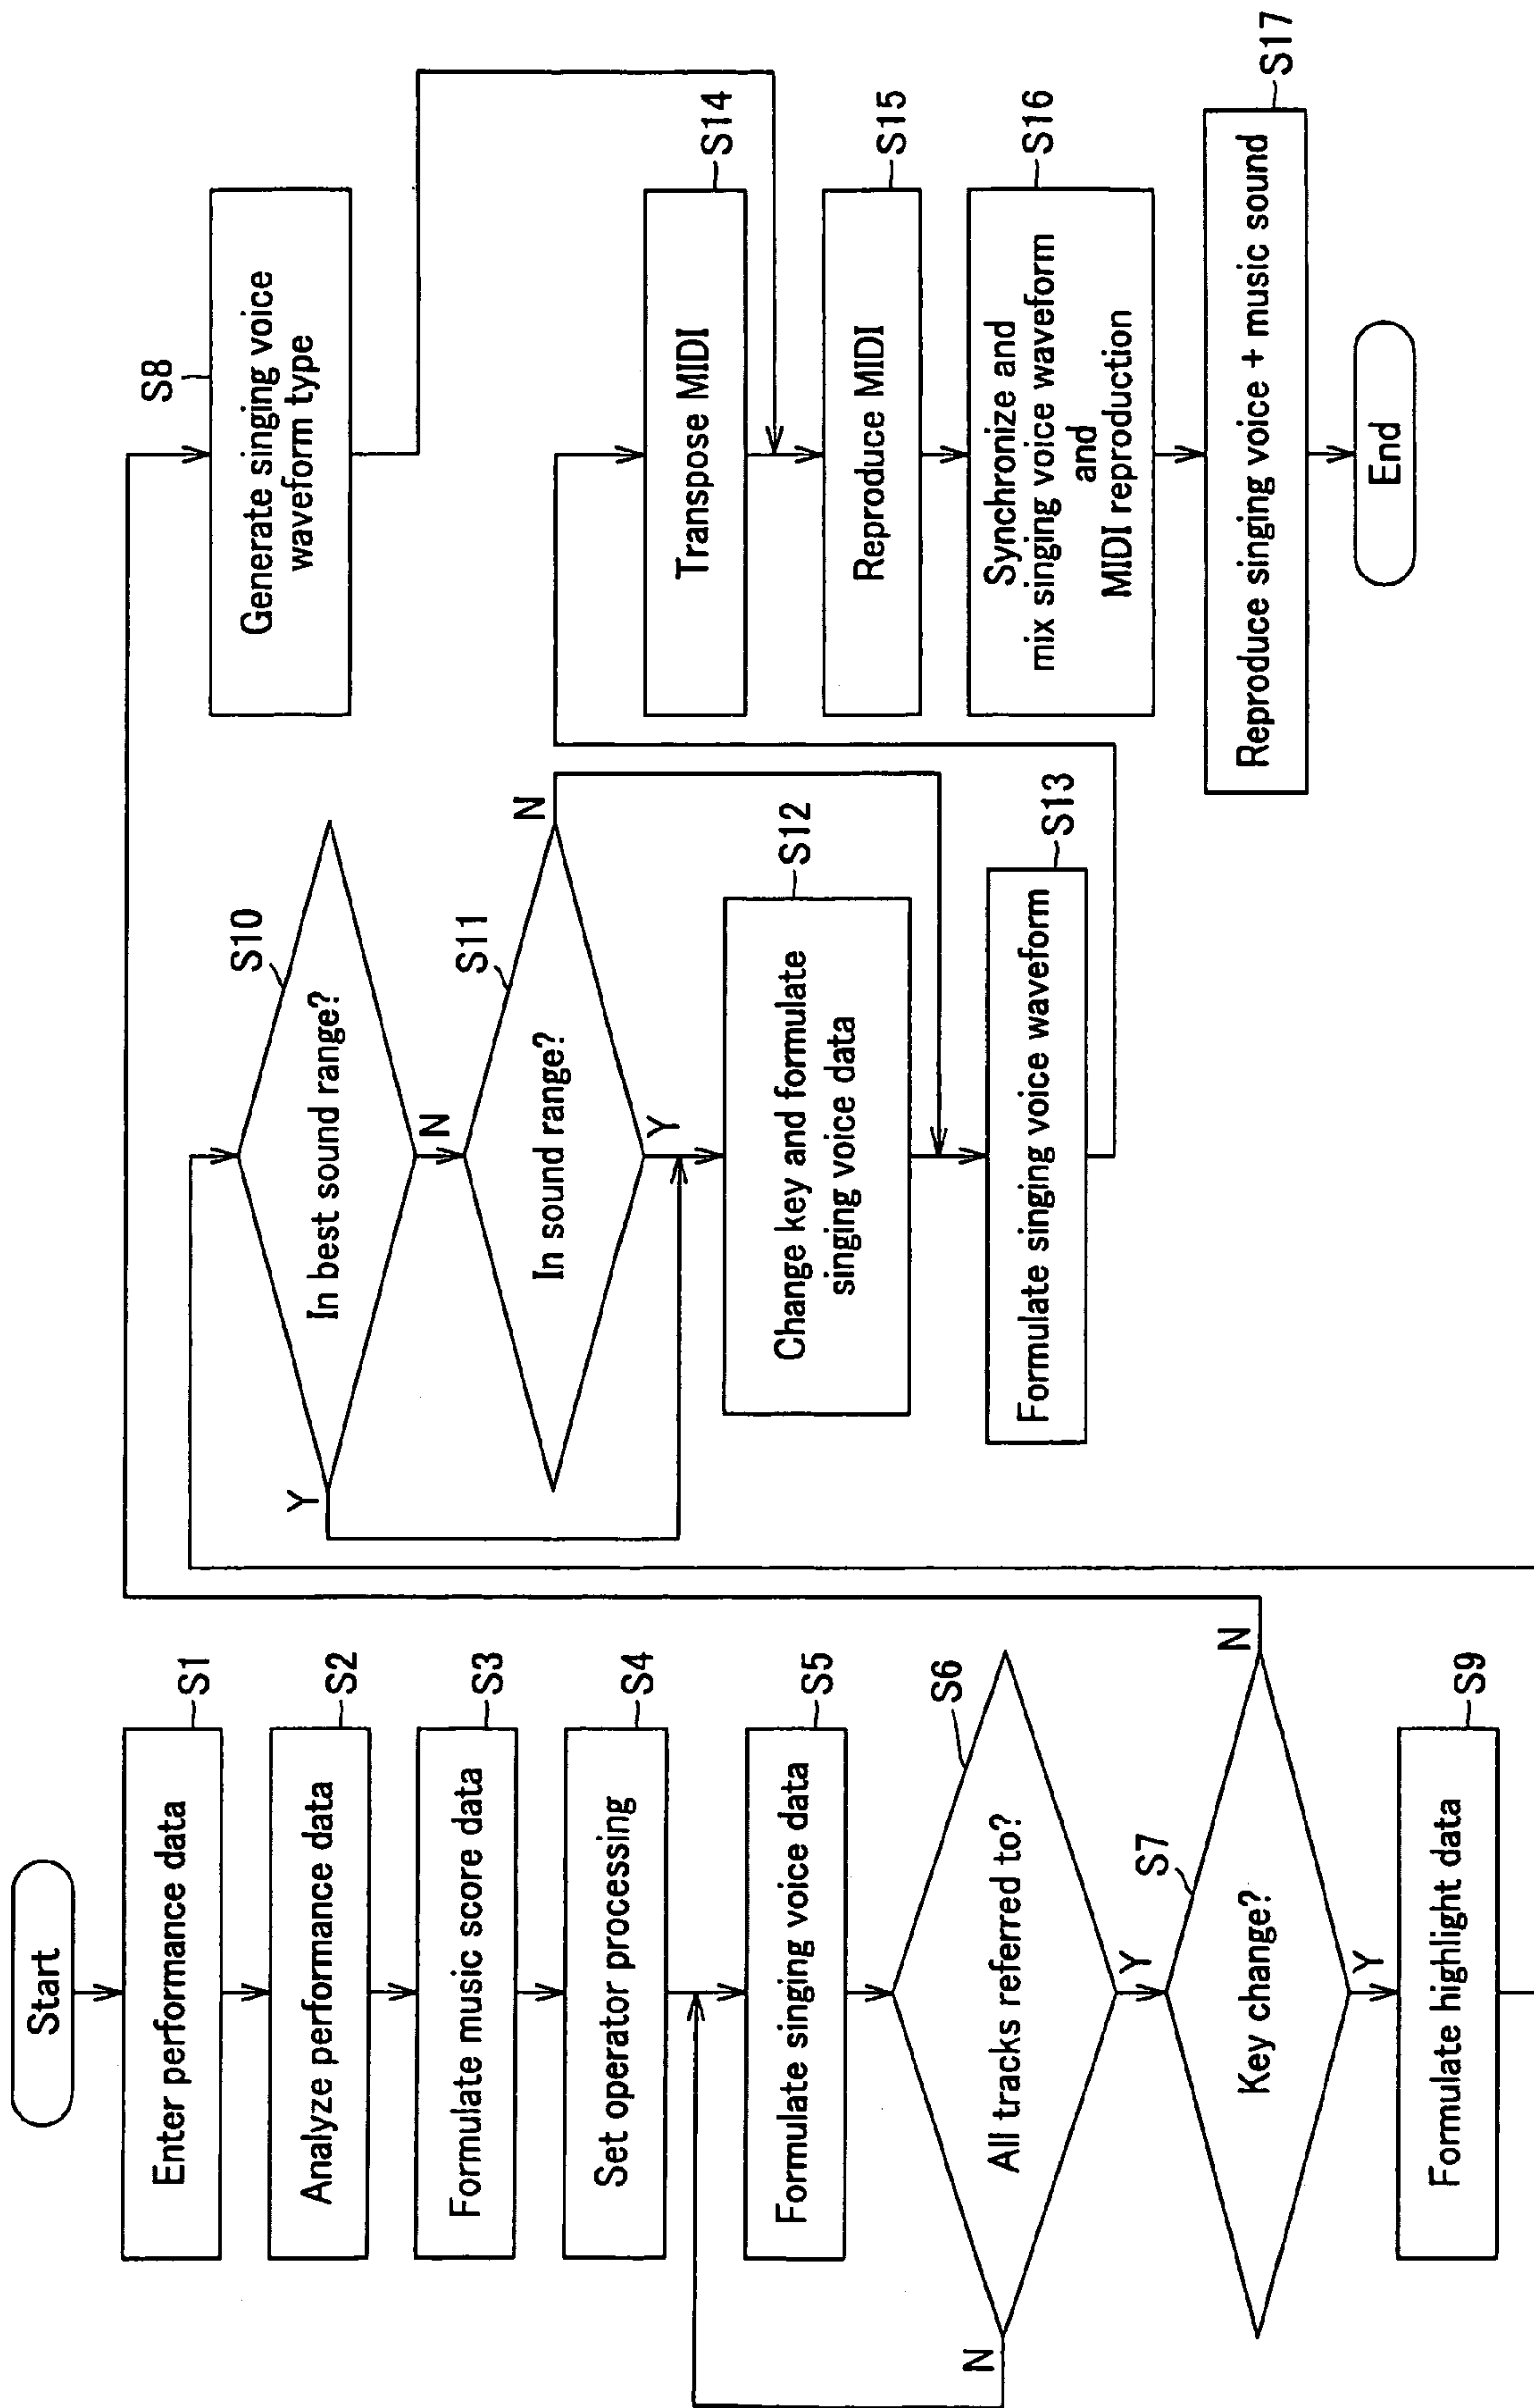 Start
Enter performance data
S1
Analyze performance data
S2
Formulate music score data
S3
Set operator processing
S4
Formulate singing voice data
S5
All tracks referred to?
S6
N
Y
Key change?
S7
N
Y
Formulate highlight data
S9
In best sound range?
S10
Y
N
In sound range?
S11
N
Y
Change key and formulate
singing voice data
S12
Formulate singing voice waveform
S13
S8
Generate singing voice
waveform type
Transpose MIDI
S14
Reproduce MIDI
S15
Synchronize and
mix singing voice waveform
and
MIDI reproduction
S16
Reproduce singing voice + music sound
S17
End